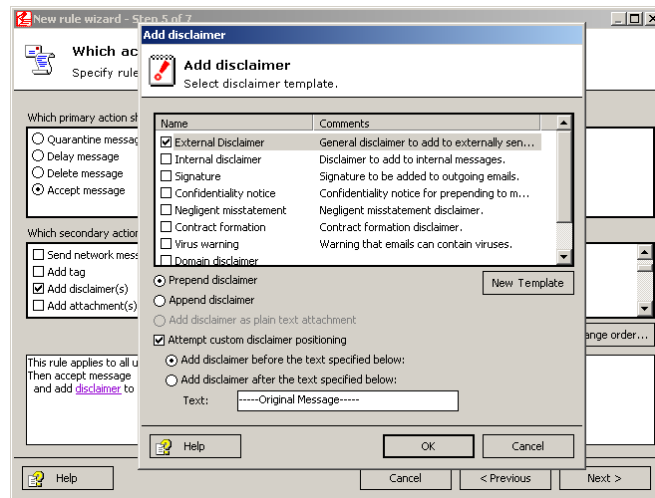 New rule wizard - Step 5 of 7
Which ac
Specify rule
Which primary action sh
Quarantine messag
Delay message
Delete message
Accept message
Which secondary action
Send network mess
Add tag
Add disclaimer(s)
Add attachment(s)
ange order...
This rule applies to all u
Then accept message
and add disclaimer to
Add disclaimer
Add disclaimer
Select disclaimer template.
Name Comments
External Disclaimer General disclaimer to add to externally sen...
Internal disclaimer Disclaimer to add to internal messages.
Signature Signature to be added to outgoing emails.
Confidentiality notice Confidentiality notice for prepending to m...
Negligent misstatement Negligent misstatement disclaimer.
Contract formation Contract formation disclaimer.
Virus warning Warning that emails can contain viruses.
Domain disclaimer
Prepend disclaimer
New Template
Append disclaimer
Add disclaimer as plain text attachment
Attempt custom disclaimer positioning
Add disclaimer before the text specified below:
Add disclaimer after the text specified below:
Text: -----Original Message-----
Help OK Cancel
Help Cancel < Previous Next >